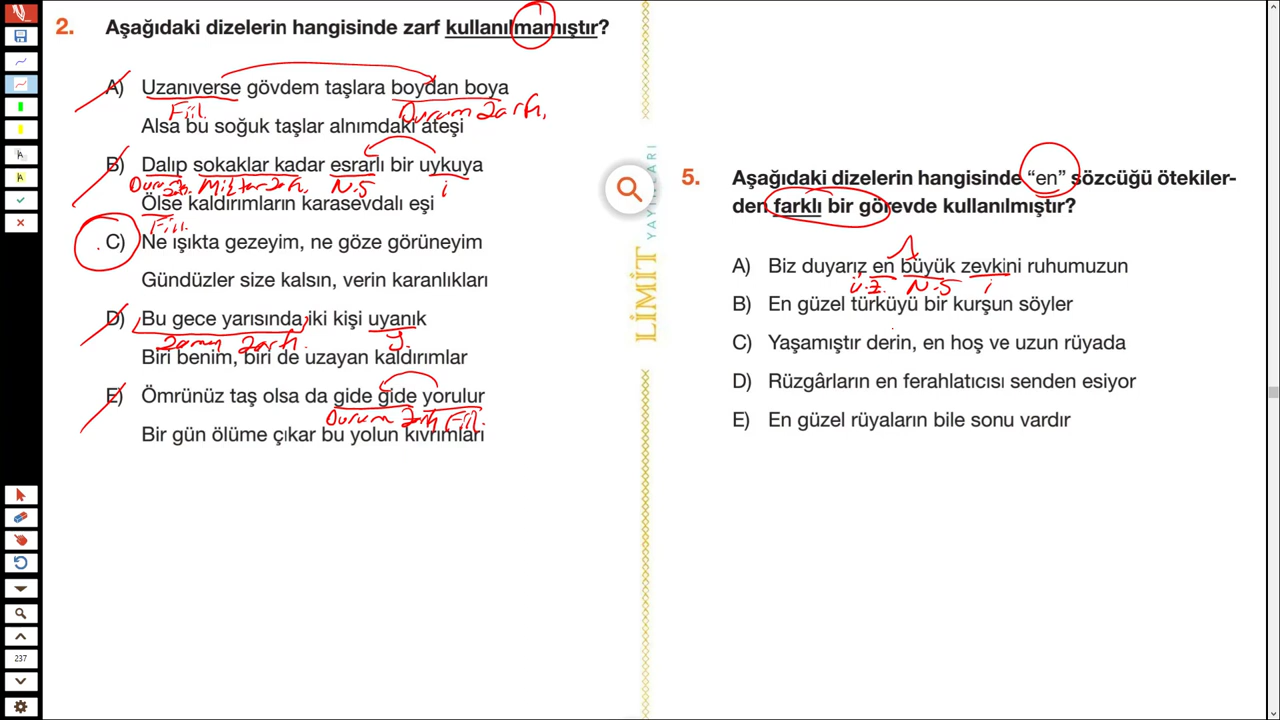 2. Aşağıdaki dizelerin hangisinde zarf kullanılmamıştır?
A) Uzanıverse gövdem taşlara boydan boya
Fiil.
Durum zarfı.
Alsa bu soğuk taşlar alnımdaki ateşi
B) Dalıp sokaklar kadar esrarlı bir uykuya
Miktar zarfı. N.S i
Ölse kaldırımların karasevdalı eşi
Fiil.
C) Ne ışıkta gezeyim, ne göze görüneyim
Gündüzler size kalsın, verin karanlıkları
D) Bu gece yarısında iki kişi uyanık
zaman zarfı. y.
Biri benim, biri de uzayan kaldırımlar
E) Ömrünüz taş olsa da gide gide yorulur
Durum zarfı Fiil.
Bir gün ölüme çıkar bu yolun kıvrımları
LİMİT YAYINLARI
5. Aşağıdaki dizelerin hangisinde “en” sözcüğü ötekiler-
den farklı bir görevde kullanılmıştır?
A) Biz duyarız en büyük zevkini ruhumuzun
ü.z. N.S i
B) En güzel türküyü bir kurşun söyler
C) Yaşamıştır derin, en hoş ve uzun rüyada
D) Rüzgârların en ferahlatıcısı senden esiyor
E) En güzel rüyaların bile sonu vardır
A
A
237